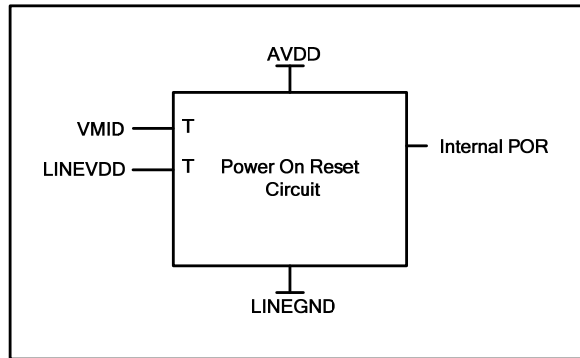 AVDD
VMID
T
LINEVDD
T
Power On Reset
Circuit
Internal POR
LINEGND